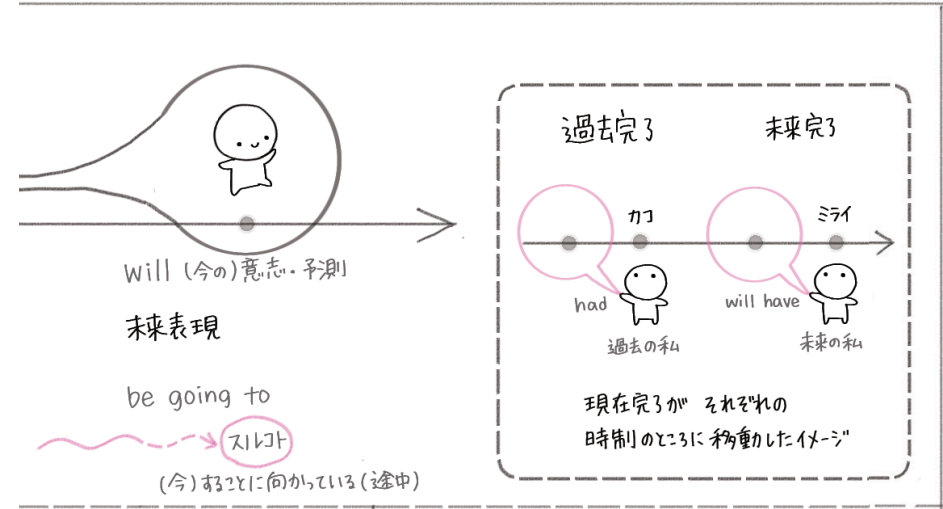 will (今の)意志・予測
未来表現
be going to
スルコト
(今)することに向かっている(途中)
過去完了
未来完了
カコ
ミライ
had
will have
過去の私
未来の私
現在完了が それぞれの
時制のところに移動したイメージ